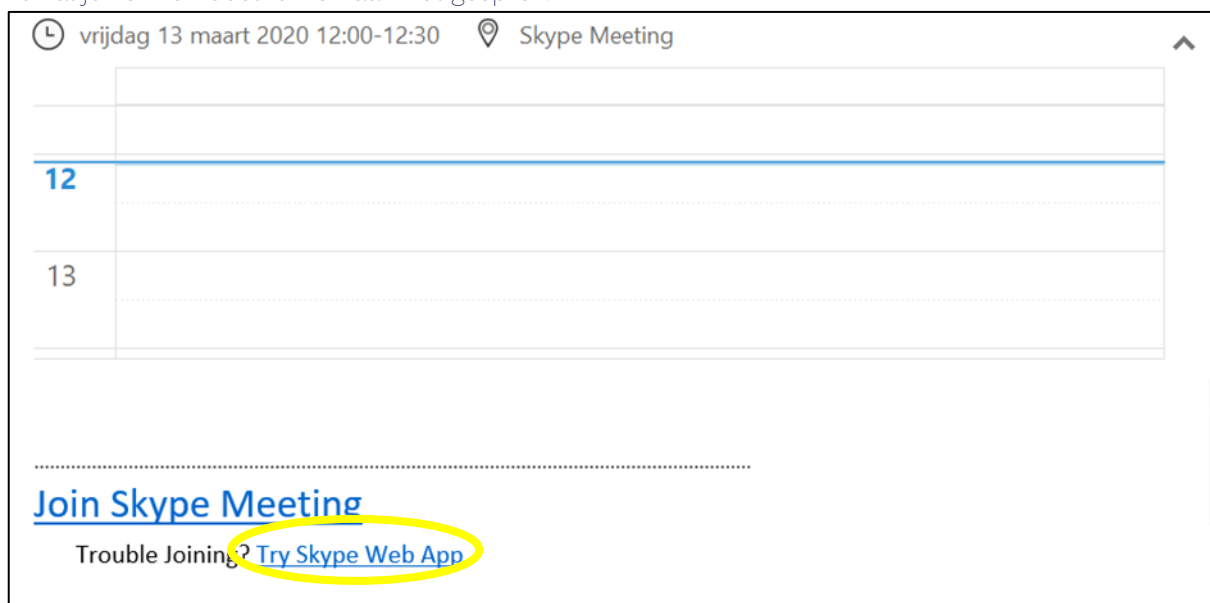 vrijdag 13 maart 2020 12:00-12:30 Skype Meeting
12
13
Join Skype Meeting
Trouble Joining? Try Skype Web App